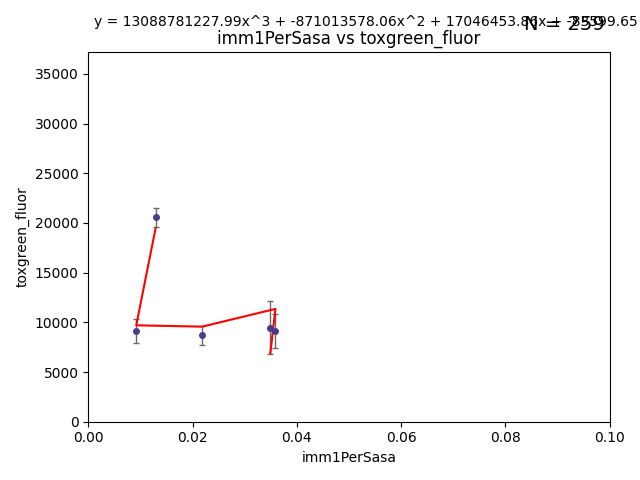 y = 13088781227.99x^3 + -871013578.06x^2 + 17046453.86x + -85599.65
N = 259
imm1PerSasa vs toxgreen_fluor
35000
30000
25000
20000
15000
10000
5000
0
toxgreen_fluor
0.00 0.02 0.04 0.06 0.08 0.10
imm1PerSasa